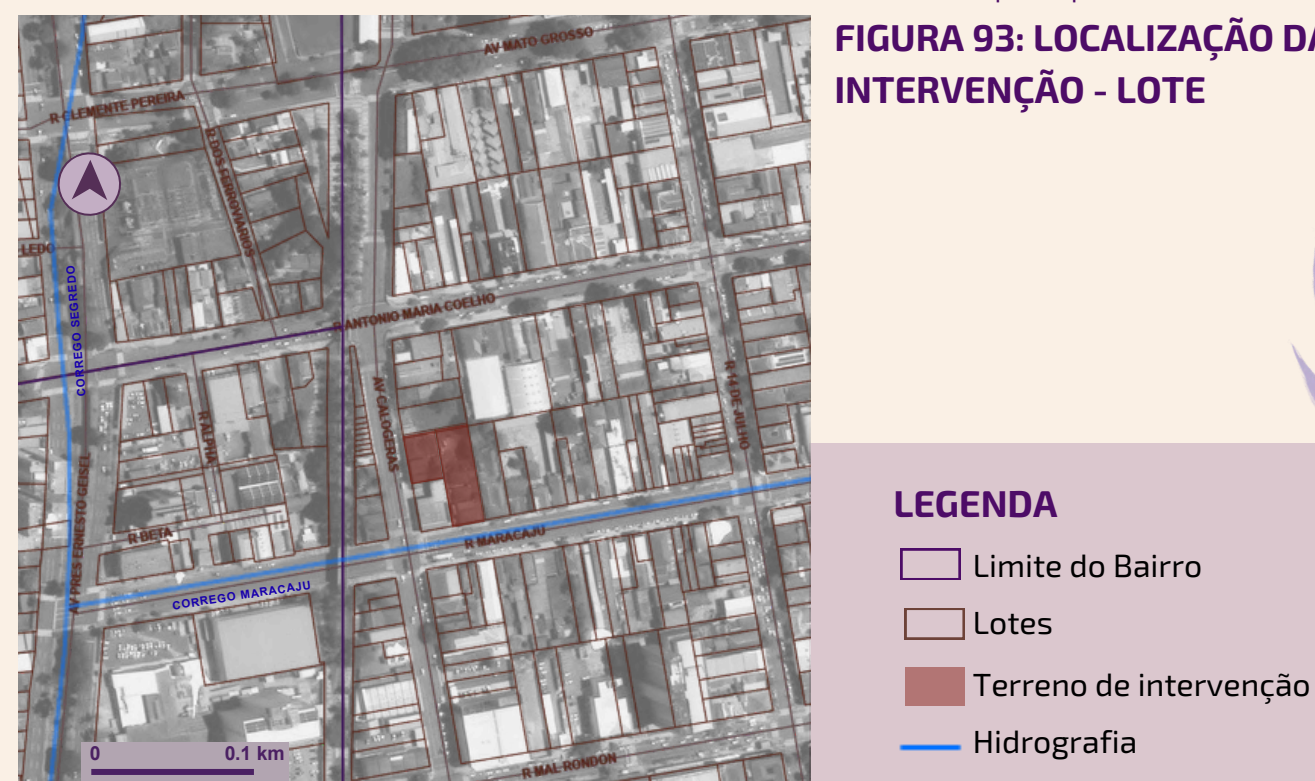 FIGURA 93: LOCALIZAÇÃO DA
INTERVENÇÃO - LOTE
AV MATO GROSSO
R CLEMENTE PEREIRA
R DOS FERROVIARIOS
LEDO
CORREGO SEGREDO
R ANTONIO MARIA COELHO
AV CALOGERAS
R 14 DE JULHO
R ALPHA
AV PRES ERNESTO GEISEL
R BETA
R MARACAJU
CORREGO MARACAJU
R MAL RONDON
0 0.1 km
LEGENDA
Limite do Bairro
Lotes
Terreno de intervenção
Hidrografia